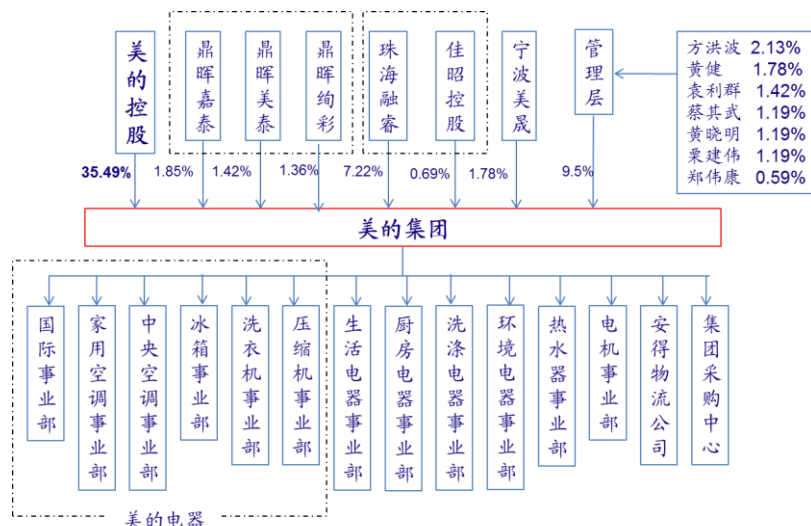 美的控股
鼎晖嘉泰
鼎晖美泰
鼎晖绚彩
珠海融睿
佳昭控股
宁波美晟
管理层
方洪波 2.13%
黄健 1.78%
袁利群 1.42%
蔡其武 1.19%
黄晓明 1.19%
栗建伟 1.19%
郑伟康 0.59%
35.49%
1.85%
1.42%
1.36%
7.22%
0.69%
1.78%
9.5%
美的集团
国际事业部
家用空调事业部
中央空调事业部
冰箱事业部
洗衣机事业部
压缩机事业部
生活电器事业部
厨房电器事业部
洗涤电器事业部
环境电器事业部
热水器事业部
电机事业部
安得物流公司
集团采购中心
美的电器